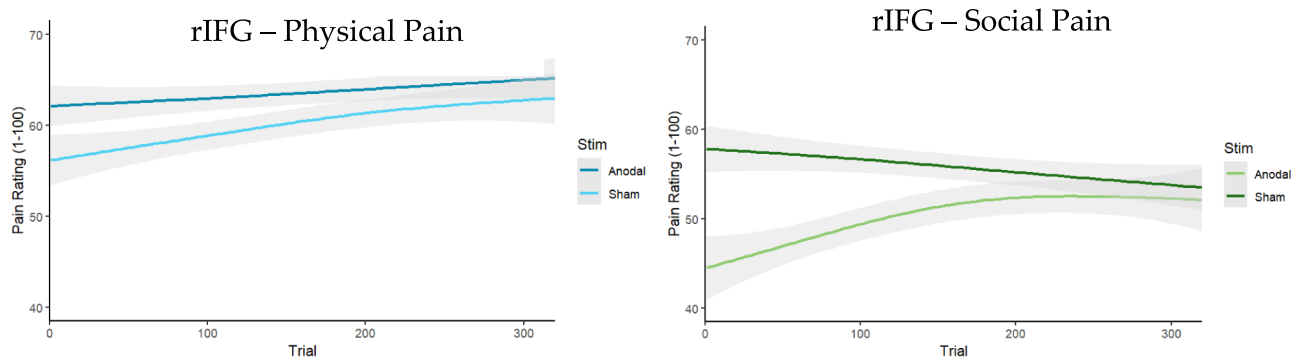 rIFG – Physical Pain
70
60
50
40
Pain Rating (1-100)
0
100
200
300
Trial
Stim
Anodal
Sham
rIFG – Social Pain
70
60
50
40
Pain Rating (1-100)
0
100
200
300
Trial
Stim
Anodal
Sham